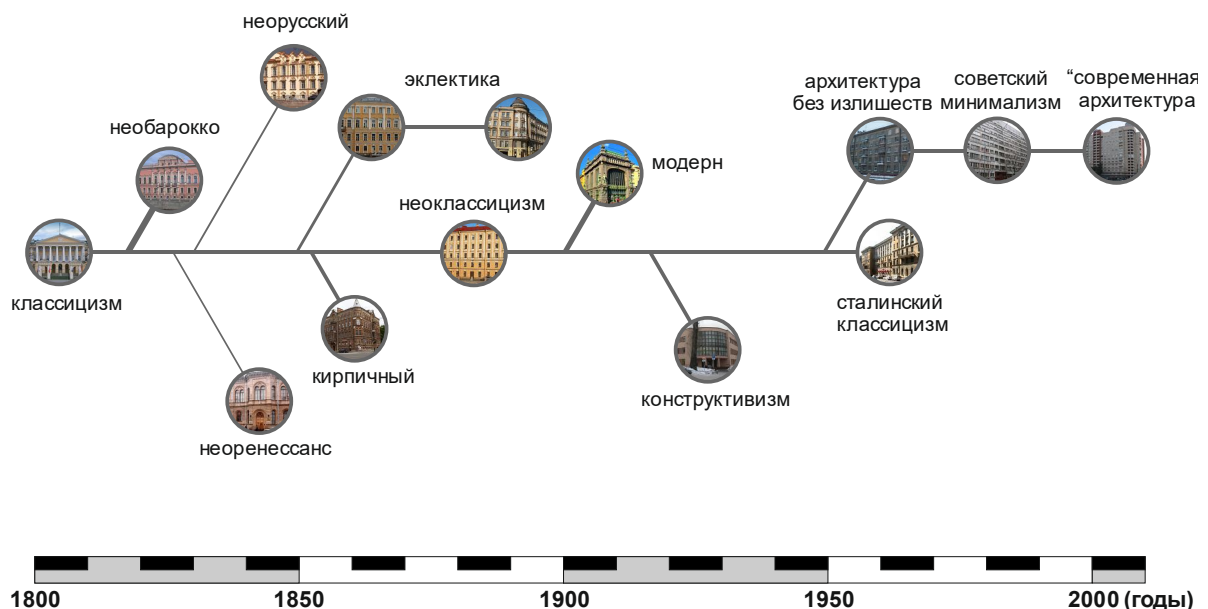 неорусский
эклектика
необарокко
архитектура
без излишеств
советский
минимализм
“современная
архитектура
модерн
неоклассицизм
классицизм
сталинский
классицизм
кирпичный
конструктивизм
неоренессанс
1800 1850 1900 1950 2000 (годы)